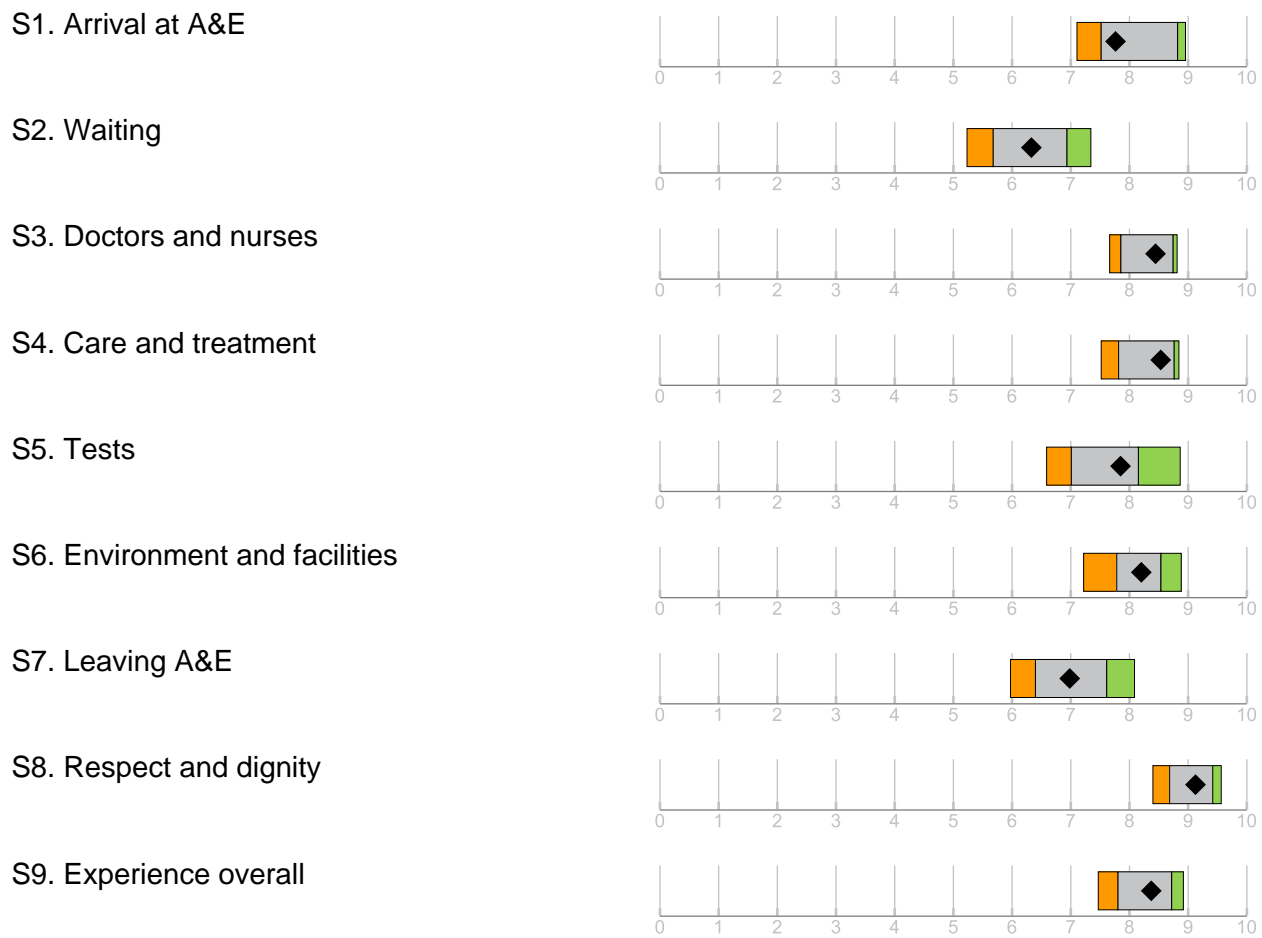 S1. Arrival at A&E
0 1 2 3 4 5 6 7 8 9 10
S2. Waiting
0 1 2 3 4 5 6 7 8 9 10
S3. Doctors and nurses
0 1 2 3 4 5 6 7 8 9 10
S4. Care and treatment
0 1 2 3 4 5 6 7 8 9 10
S5. Tests
0 1 2 3 4 5 6 7 8 9 10
S6. Environment and facilities
0 1 2 3 4 5 6 7 8 9 10
S7. Leaving A&E
0 1 2 3 4 5 6 7 8 9 10
S8. Respect and dignity
0 1 2 3 4 5 6 7 8 9 10
S9. Experience overall
0 1 2 3 4 5 6 7 8 9 10